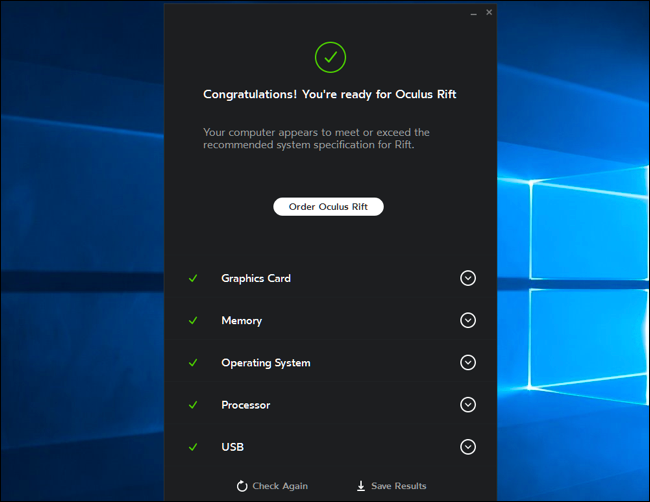 Congratulations! You're ready for Oculus Rift
Your computer appears to meet or exceed the
recommended system specification for Rift.
Order Oculus Rift
Graphics Card
Memory
Operating System
Processor
USB
Check Again
Save Results